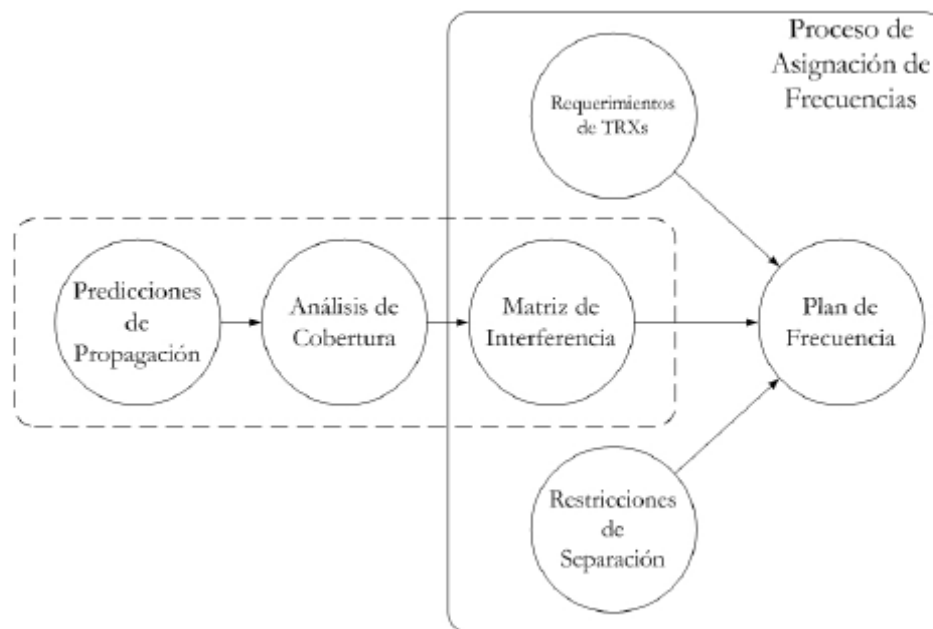 Proceso de
Asignación de
Frecuencias
Requerimientos
de TRXs
Predicciones
de
Propagación
Análisis de
Cobertura
Matriz de
Interferencia
Plan de
Frecuencia
Restricciones
de
Separación